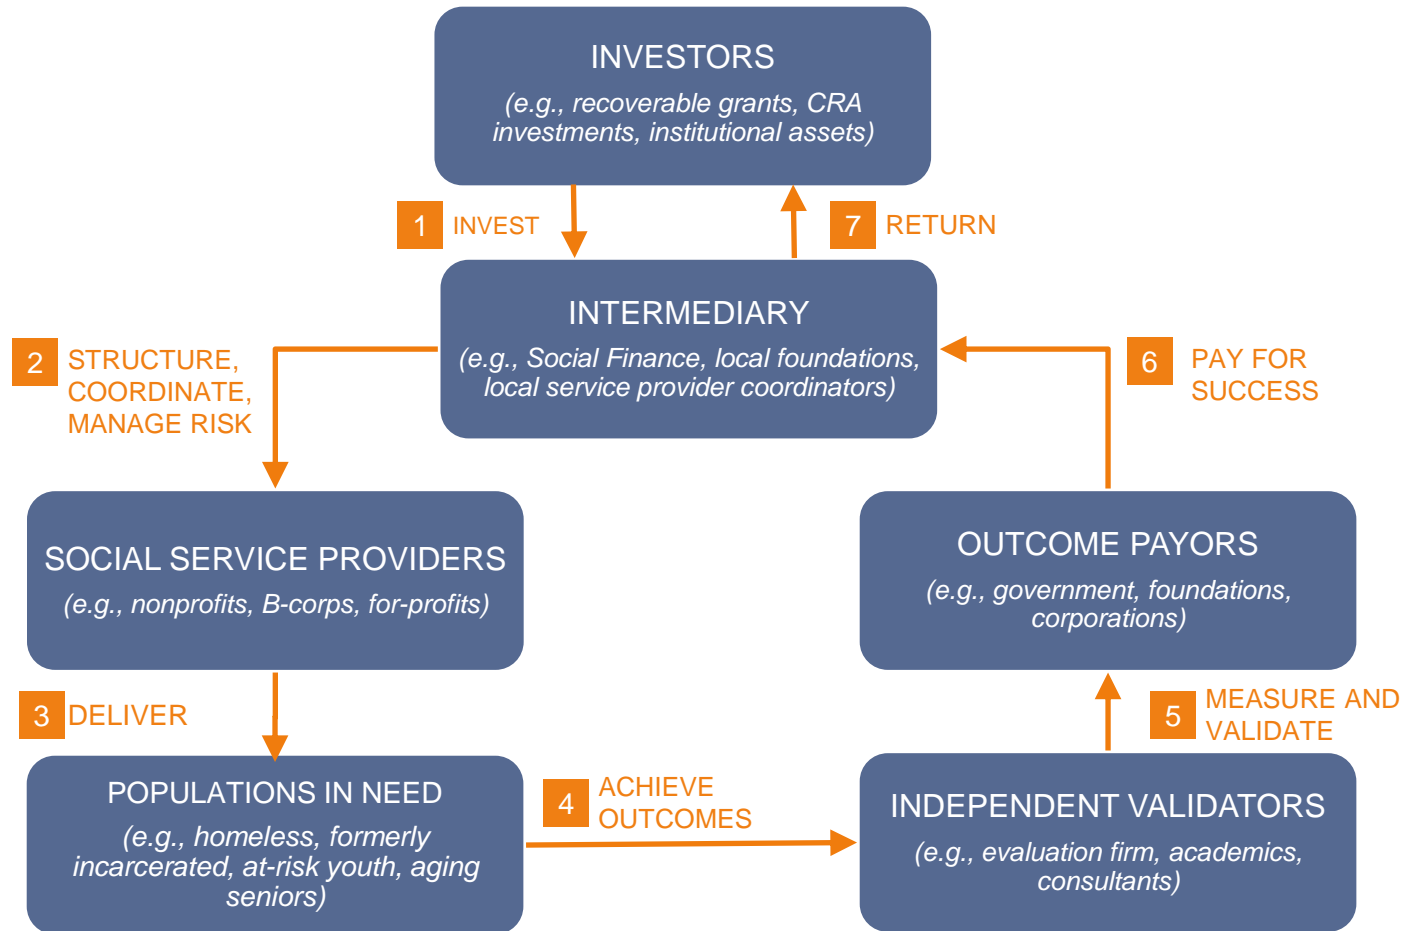 INVESTORS
(e.g., recoverable grants, CRA
investments, institutional assets)
1
INVEST
7
RETURN
INTERMEDIARY
(e.g., Social Finance, local foundations,
local service provider coordinators)
2
STRUCTURE,
COORDINATE,
MANAGE RISK
6
PAY FOR
SUCCESS
SOCIAL SERVICE PROVIDERS
(e.g., nonprofits, B-corps, for-profits)
OUTCOME PAYORS
(e.g., government, foundations,
corporations)
3
DELIVER
5
MEASURE AND
VALIDATE
POPULATIONS IN NEED
(e.g., homeless, formerly
incarcerated, at-risk youth, aging
seniors)
4
ACHIEVE
OUTCOMES
INDEPENDENT VALIDATORS
(e.g., evaluation firm, academics,
consultants)